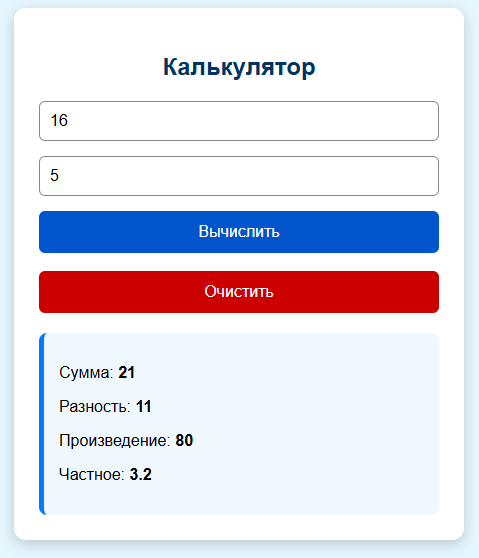 Калькулятор
16
5
Вычислить
Очистить
Сумма: 21
Разность: 11
Произведение: 80
Частное: 3.2